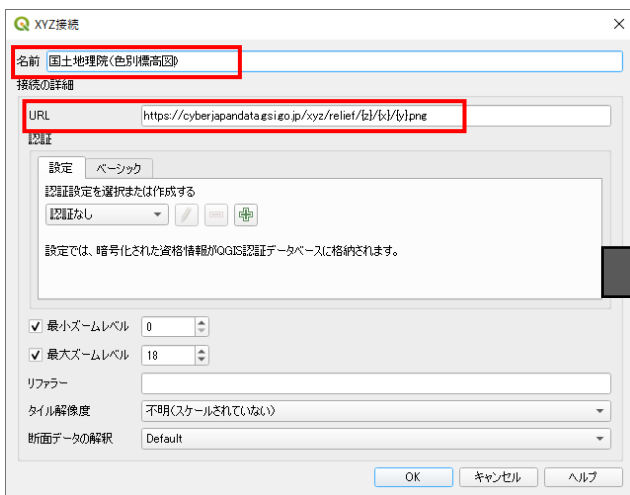 XYZ接続
名前 国土地理院(色別標高図)
接続の詳細
URL https://cyberjapandata.gsi.go.jp/xyz/relief/{z}/{x}/{y}.png
認証
設定 ベーシック
認証設定を選択または作成する
認証なし
設定では、暗号化された資格情報がQGIS認証データベースに格納されます。
最小ズームレベル 0
最大ズームレベル 18
リファラー
タイル解像度 不明(スケールされていない)
断面データの解釈 Default
OK キャンセル ヘルプ